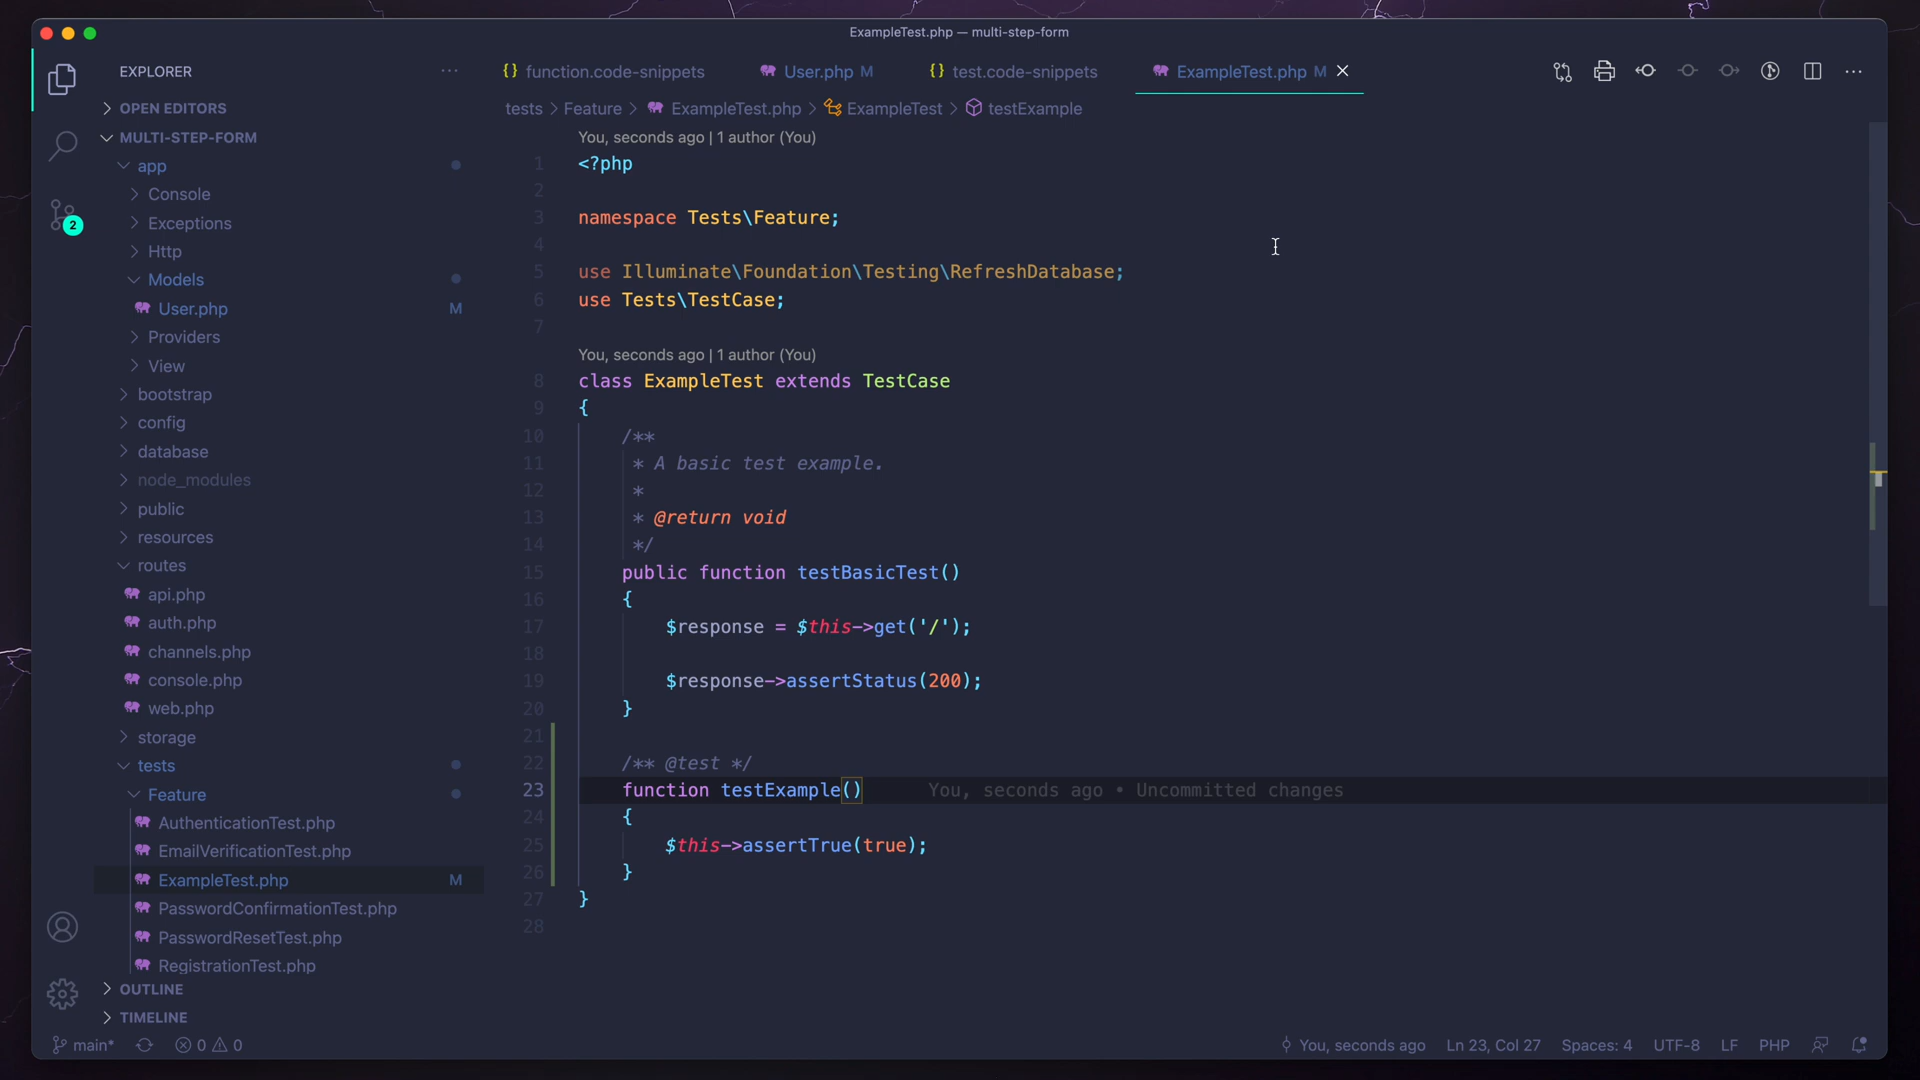 ExampleTest.php — multi-step-form
EXPLORER
function.code-snippets
User.php M
test.code-snippets
ExampleTest.php M
OPEN EDITORS
MULTI-STEP-FORM
app
Console
Exceptions
Http
Models
User.php M
Providers
View
bootstrap
config
database
node_modules
public
resources
routes
api.php
auth.php
channels.php
console.php
web.php
storage
tests
Feature
AuthenticationTest.php
EmailVerificationTest.php
ExampleTest.php M
PasswordConfirmationTest.php
PasswordResetTest.php
RegistrationTest.php
OUTLINE
TIMELINE
2
tests > Feature > ExampleTest.php > ExampleTest > testExample
You, seconds ago | 1 author (You)
1 <?php
2
3 namespace Tests\Feature;
4
5 use Illuminate\Foundation\Testing\RefreshDatabase;
6 use Tests\TestCase;
7
You, seconds ago | 1 author (You)
8 class ExampleTest extends TestCase
9 {
10 /**
11 * A basic test example.
12 *
13 * @return void
14 */
15 public function testBasicTest()
16 {
17 $response = $this->get('/');
18
19 $response->assertStatus(200);
20 }
21
22 /** @test */
23 function testExample() You, seconds ago • Uncommitted changes
24 {
25 $this->assertTrue(true);
26 }
27 }
28
main* 0 0
You, seconds ago Ln 23, Col 27 Spaces: 4 UTF-8 LF PHP